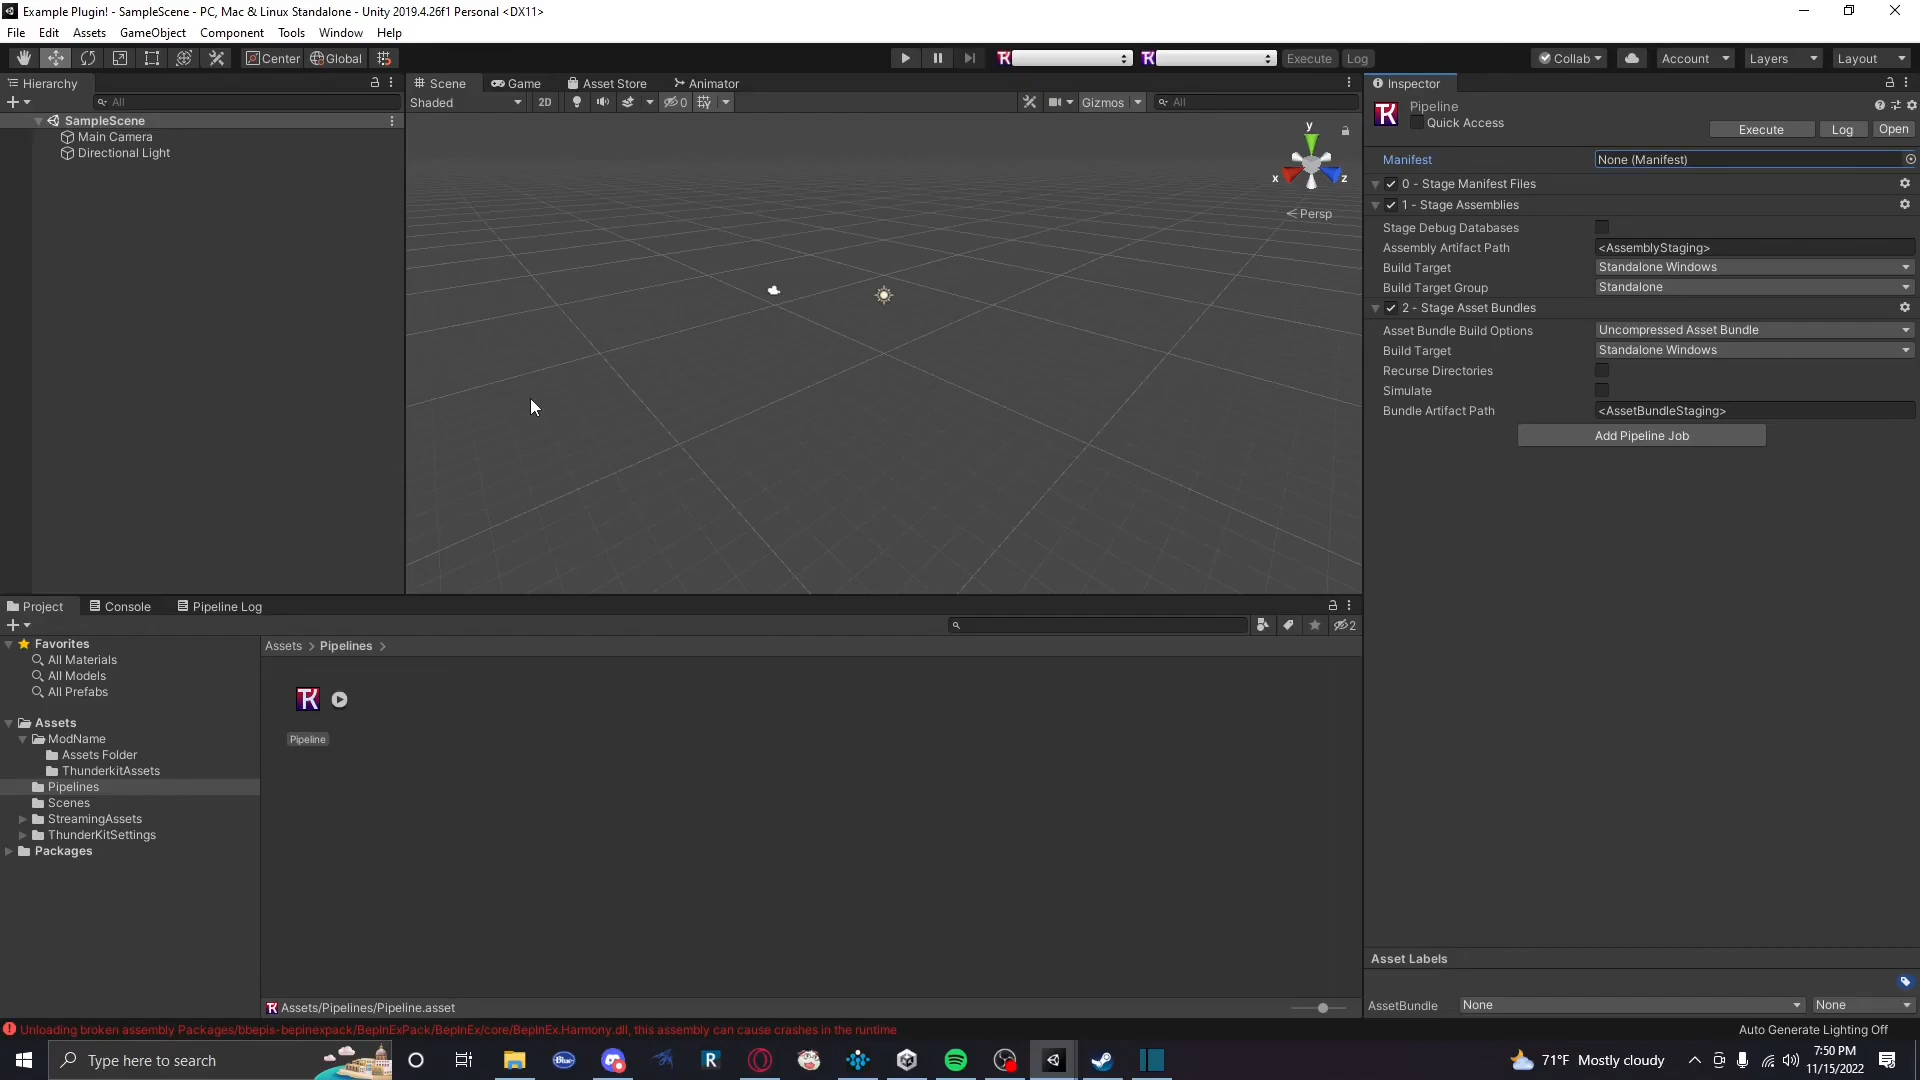 Example Plugin! - SampleScene - PC, Mac & Linux Standalone - Unity 2019.4.26f1 Personal <DX11>
File Edit Assets GameObject Component Tools Window Help
Center Global Execute Log Collab Account Layers Layout
Hierarchy
All
SampleScene
Main Camera
Directional Light
Scene Game Asset Store Animator
Shaded 2D 0 Gizmos All
y
x z
Persp
Inspector
Pipeline
Quick Access
Execute Log Open
Manifest None (Manifest)
0 - Stage Manifest Files
1 - Stage Assemblies
Stage Debug Databases
Assembly Artifact Path <AssemblyStaging>
Build Target Standalone Windows
Build Target Group Standalone
2 - Stage Asset Bundles
Asset Bundle Build Options Uncompressed Asset Bundle
Build Target Standalone Windows
Recurse Directories
Simulate
Bundle Artifact Path <AssetBundleStaging>
Add Pipeline Job
Project Console Pipeline Log
2
Favorites
All Materials
All Models
All Prefabs
Assets
ModName
Assets Folder
ThunderkitAssets
Pipelines
Scenes
StreamingAssets
ThunderKitSettings
Packages
Assets > Pipelines >
Pipeline
Assets/Pipelines/Pipeline.asset
Asset Labels
AssetBundle None None
Unloading broken assembly Packages/bbepis-bepinexpack/BepInExPack/BepInEx/core/BepInEx.Harmony.dll, this assembly can cause crashes in the runtime
Auto Generate Lighting Off
Type here to search
Blue
R
71°F Mostly cloudy
7:50 PM
11/15/2022